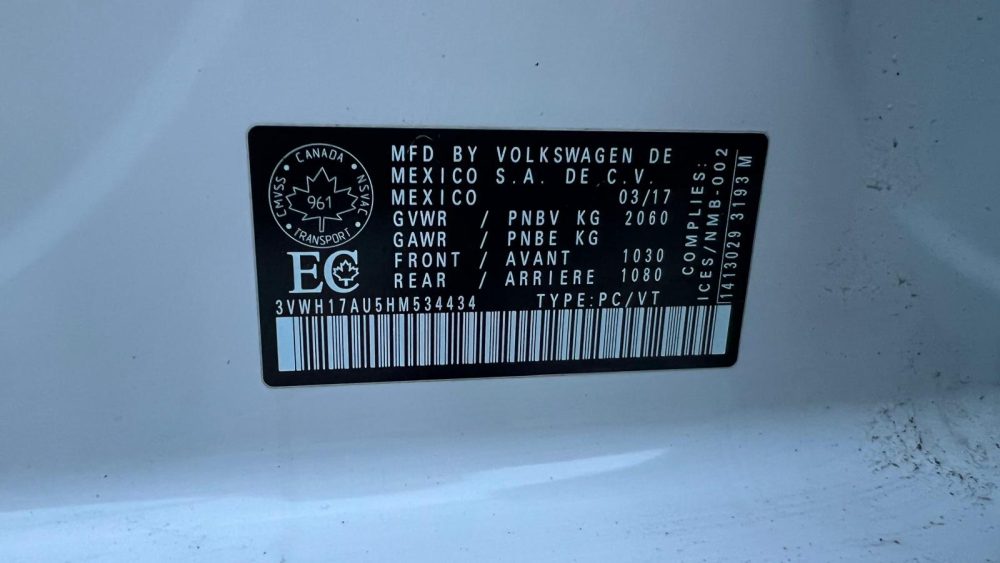 CANADA
CMVSS
NSVAC
961
TRANSPORT
EC
MFD BY VOLKSWAGEN DE
MEXICO S.A. DE C.V.
MEXICO 03/17
GVWR / PNBV KG 2060
GAWR / PNBE KG
FRONT / AVANT 1030
REAR / ARRIERE 1080
3VWH17AU5HM534434 TYPE:PC/VT
COMPLIES:
ICES/NMB-002
1413029 3193 M